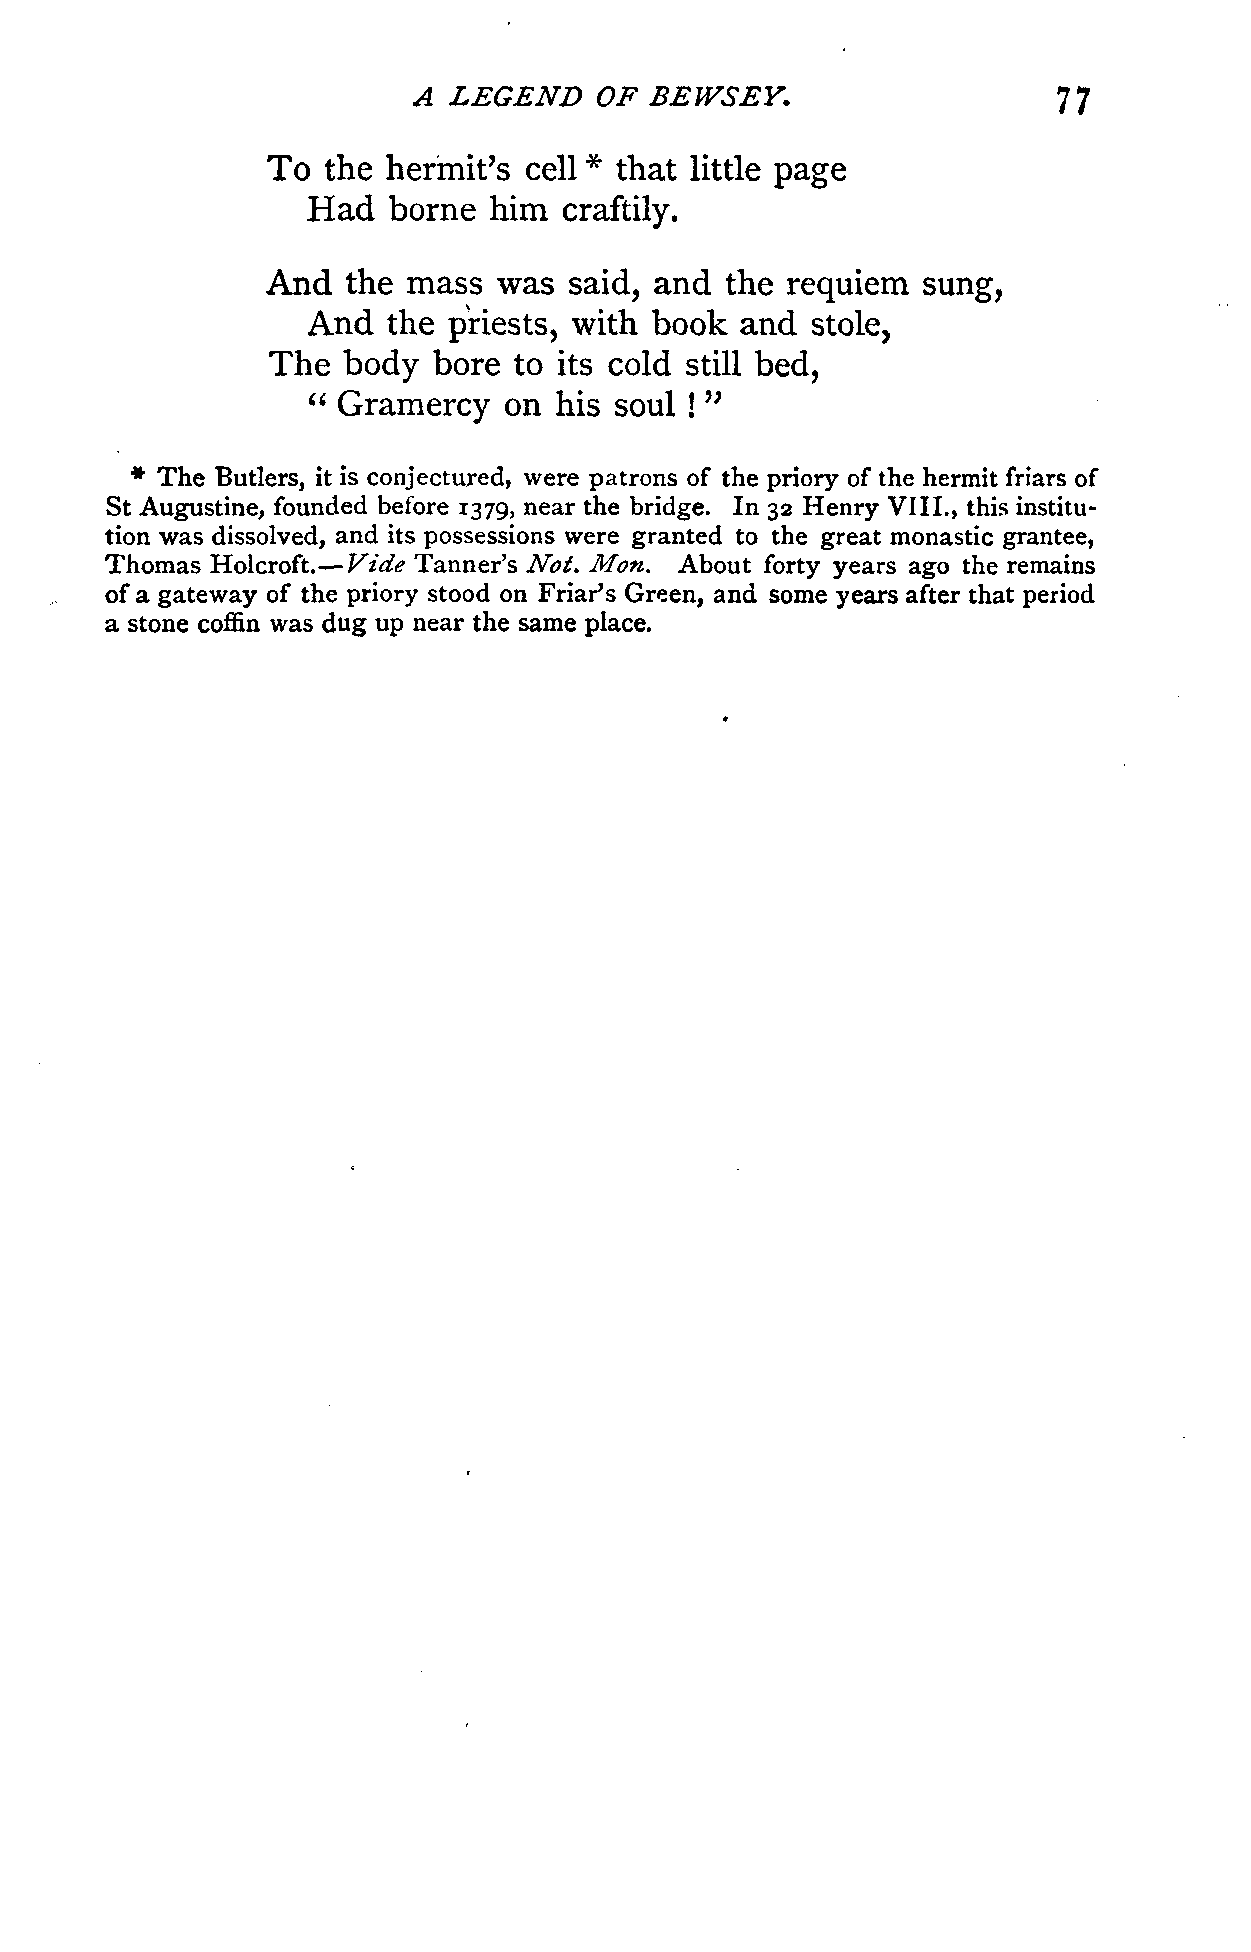 A LEGEND OF BEWSEY. 77
To the hermit's cell * that little page
Had borne him craftily.
And the mass was said, and the requiem sung,
And the priests, with book and stole,
The body bore to its cold still bed,
“ Gramercy on his soul ! ”
* The Butlers, it is conjectured, were patrons of the priory of the hermit friars of
St Augustine, founded before 1379, near the bridge. In 32 Henry VIII., this institu-
tion was dissolved, and its possessions were granted to the great monastic grantee,
Thomas Holcroft.—Vide Tanner's Not. Mon. About forty years ago the remains
of a gateway of the priory stood on Friar's Green, and some years after that period
a stone coffin was dug up near the same place.